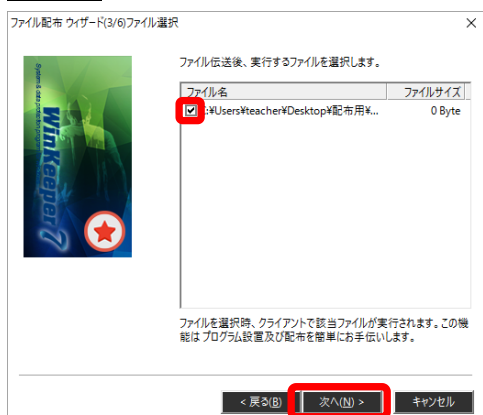 ファイル配布 ウィザード(3/6)ファイル選択
ファイル伝送後、実行するファイルを選択します。
ファイル名 ファイルサイズ
:¥Users¥teacher¥Desktop¥配布用¥... 0 Byte
System & data protection program
WinKeeper7
ファイルを選択時、クライアントで該当ファイルが実行されます。この機
能は プログラム設置及び配布を簡単にお手伝いします。
< 戻る(B) 次へ(N) > キャンセル